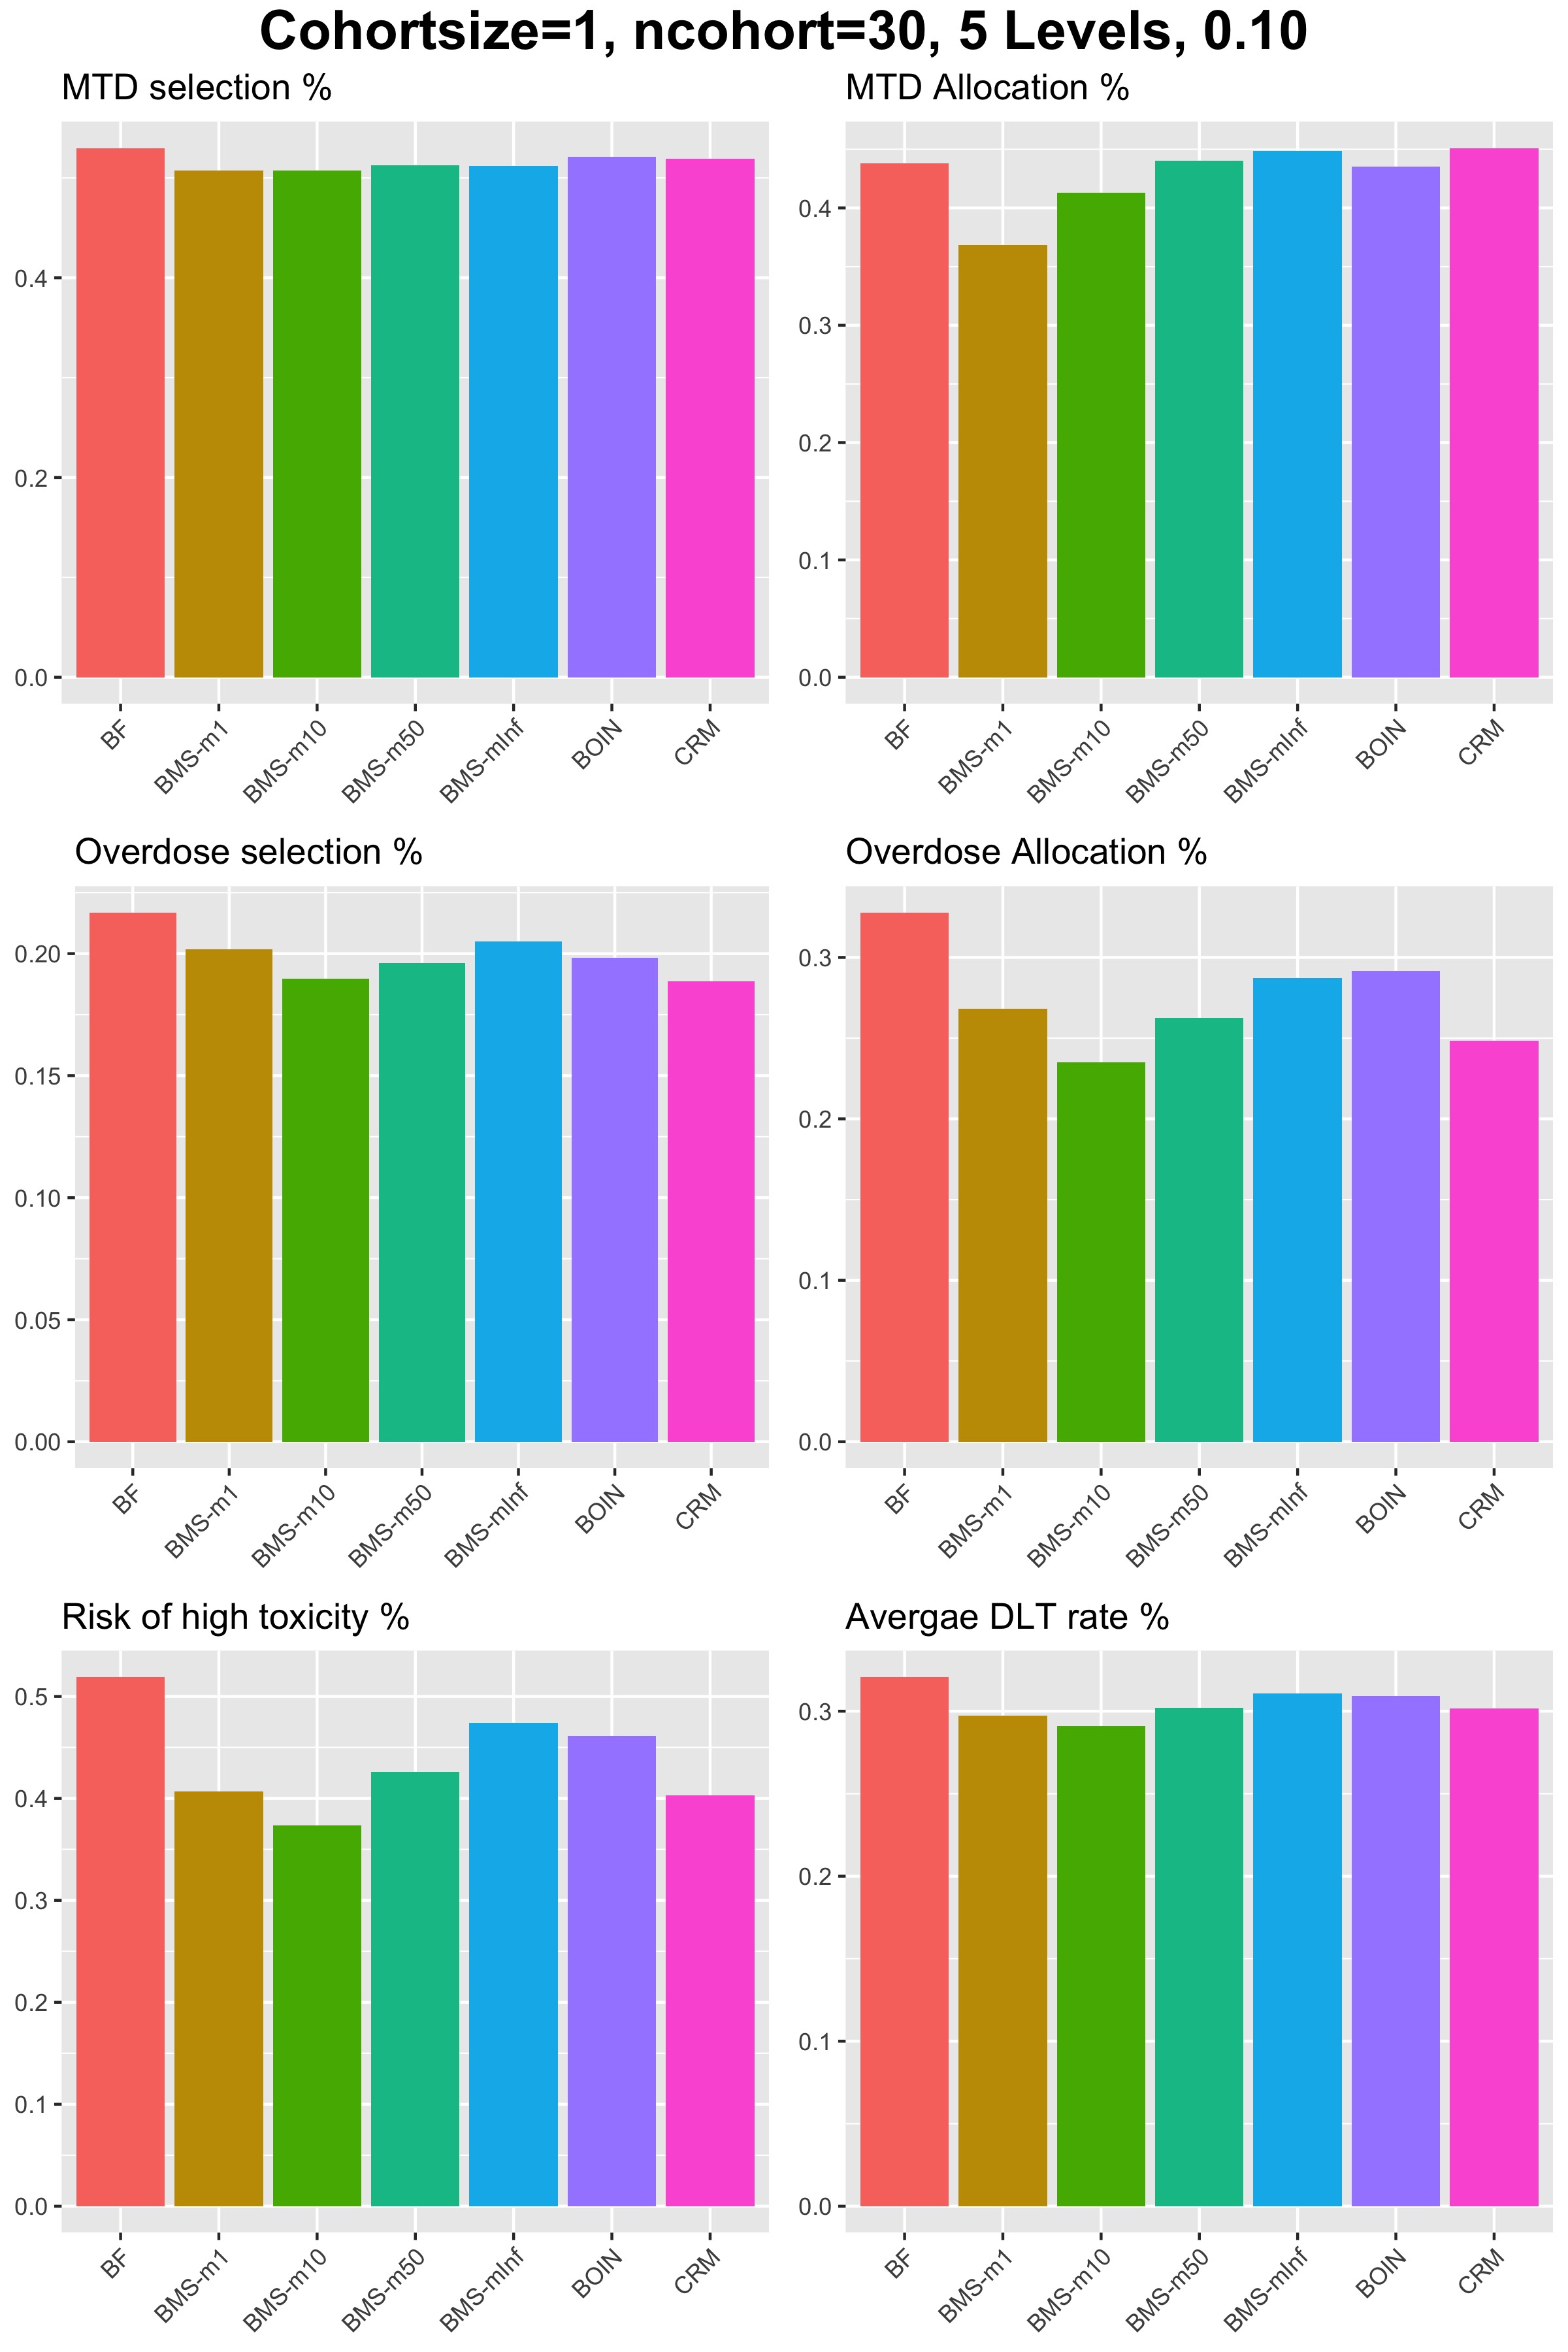 Cohortsize=1, ncohort=30, 5 Levels, 0.10
MTD selection %
0.4
0.2
0.0
BF
BMS-m1
BMS-m10
BMS-m50
BMS-mInf
BOIN
CRM
MTD Allocation %
0.4
0.3
0.2
0.1
0.0
BF
BMS-m1
BMS-m10
BMS-m50
BMS-mInf
BOIN
CRM
Overdose selection %
0.20
0.15
0.10
0.05
0.00
BF
BMS-m1
BMS-m10
BMS-m50
BMS-mInf
BOIN
CRM
Overdose Allocation %
0.3
0.2
0.1
0.0
BF
BMS-m1
BMS-m10
BMS-m50
BMS-mInf
BOIN
CRM
Risk of high toxicity %
0.5
0.4
0.3
0.2
0.1
0.0
BF
BMS-m1
BMS-m10
BMS-m50
BMS-mInf
BOIN
CRM
Avergae DLT rate %
0.3
0.2
0.1
0.0
BF
BMS-m1
BMS-m10
BMS-m50
BMS-mInf
BOIN
CRM